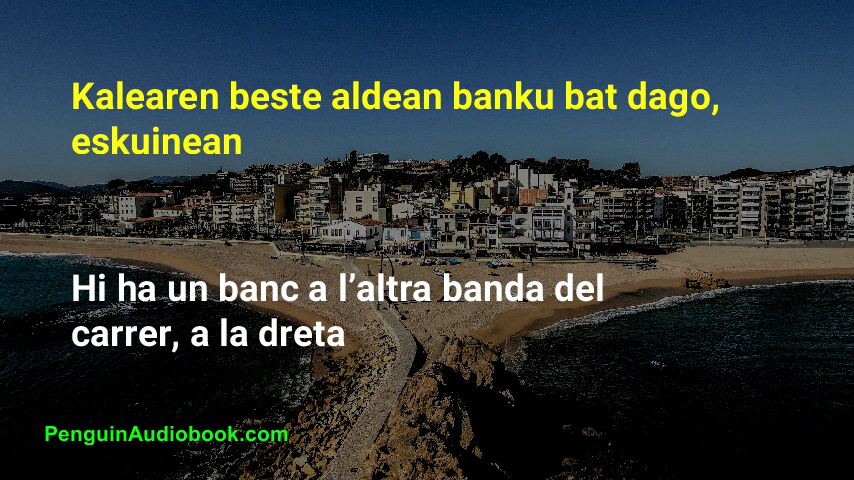 Kalearen beste aldean banku bat dago,
eskuinean
Hi ha un banc a l’altra banda del
carrer, a la dreta
PenguinAudiobook.com